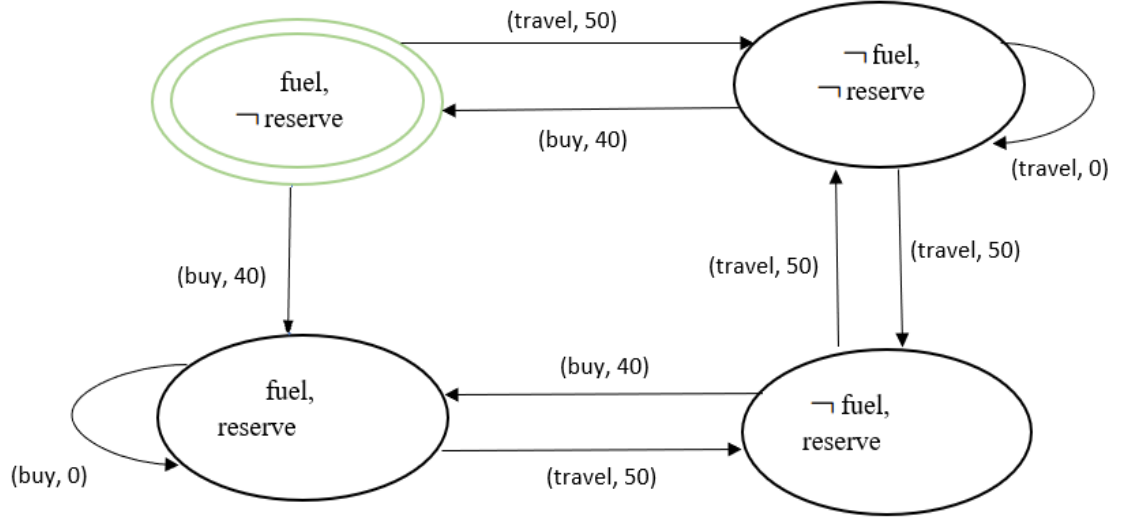 (travel, 50)
fuel,
¬ reserve
¬ fuel,
¬ reserve
(buy, 40)
(travel, 0)
(buy, 40)
(travel, 50)
(travel, 50)
(buy, 40)
fuel,
reserve
¬ fuel,
reserve
(buy, 0)
(travel, 50)